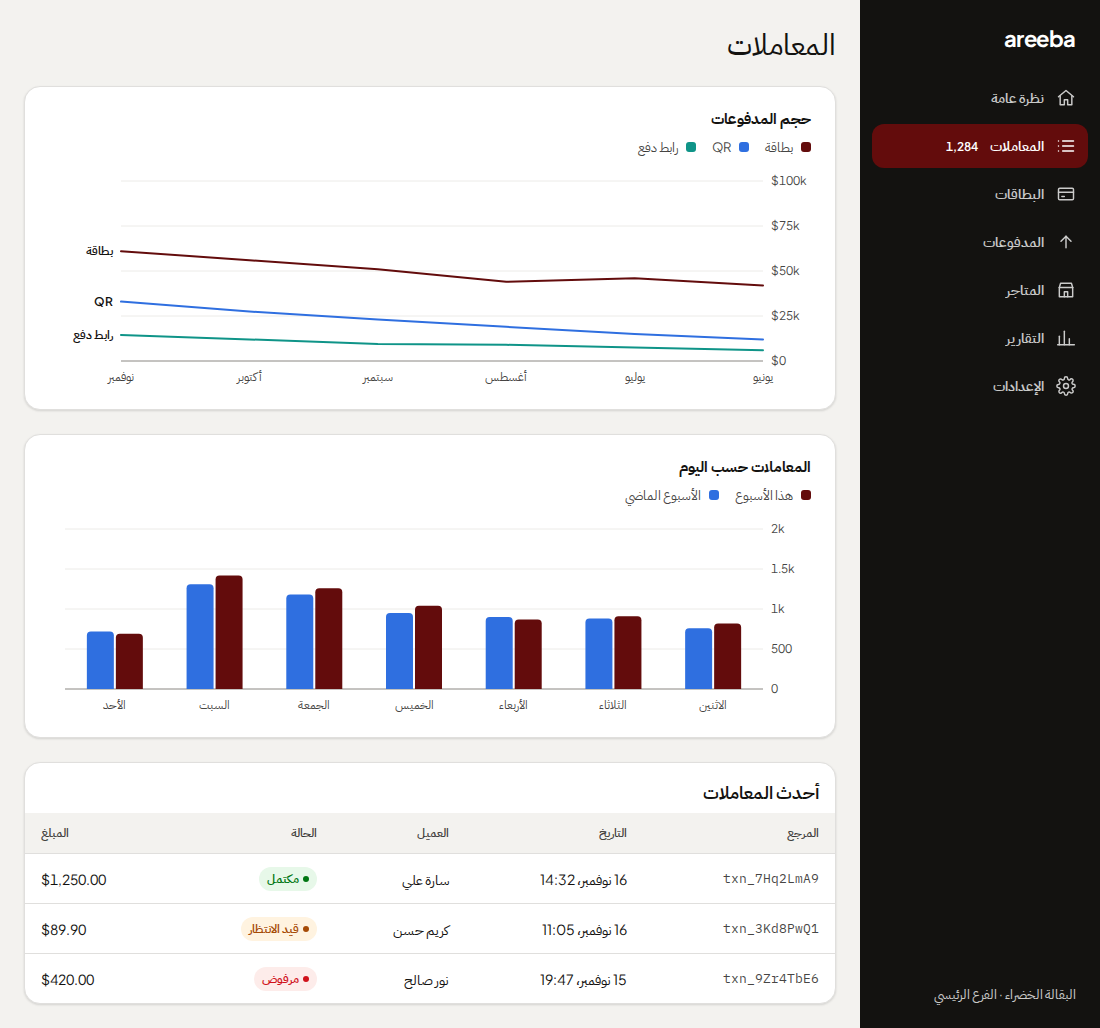 areeba
نظرة عامة
المعاملات 1,284
البطاقات
المدفوعات
المتاجر
التقارير
الإعدادات
البقالة الخضراء · الفرع الرئيسي
المعاملات
حجم المدفوعات
بطاقة QR رابط دفع
$100k
$75k
$50k
$25k
$0
بطاقة
QR
رابط دفع
يونيو يوليو أغسطس سبتمبر أكتوبر نوفمبر
المعاملات حسب اليوم
هذا الأسبوع الأسبوع الماضي
2k
1.5k
1k
500
0
الاثنين الثلاثاء الأربعاء الخميس الجمعة السبت الأحد
أحدث المعاملات
المرجع التاريخ العميل الحالة المبلغ
txn_7Hq2LmA9 16 نوفمبر، 14:32 سارة علي مكتمل $1,250.00
txn_3Kd8PwQ1 16 نوفمبر، 11:05 كريم حسن قيد الانتظار $89.90
txn_9Zr4TbE6 15 نوفمبر، 19:47 نور صالح مرفوض $420.00